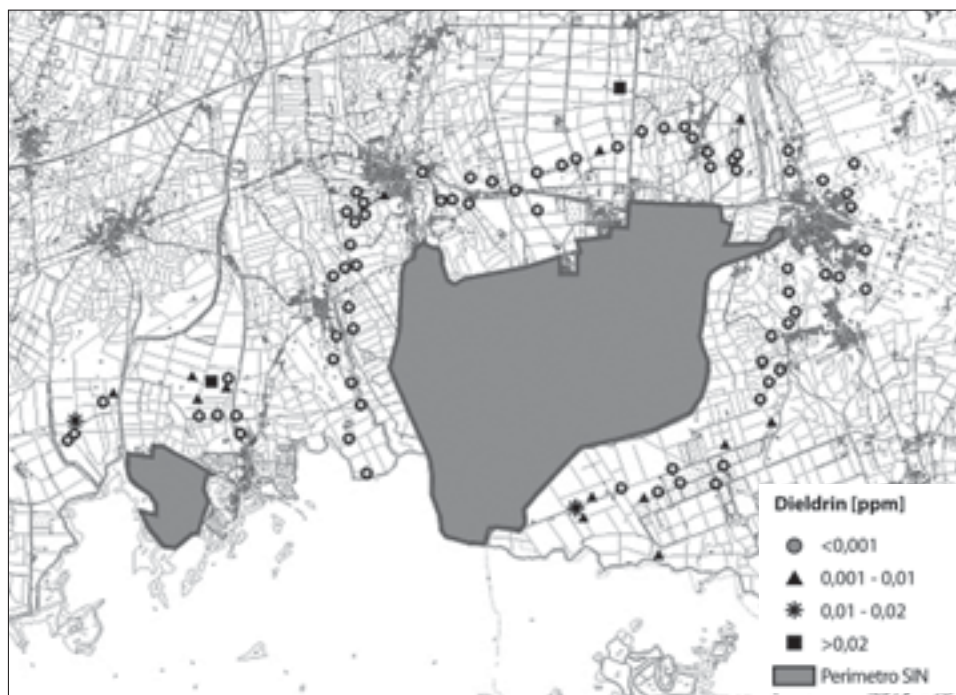 Dieldrin [ppm]
<0,001
0,001 - 0,01
0,01 - 0,02
>0,02
Perimetro SIN